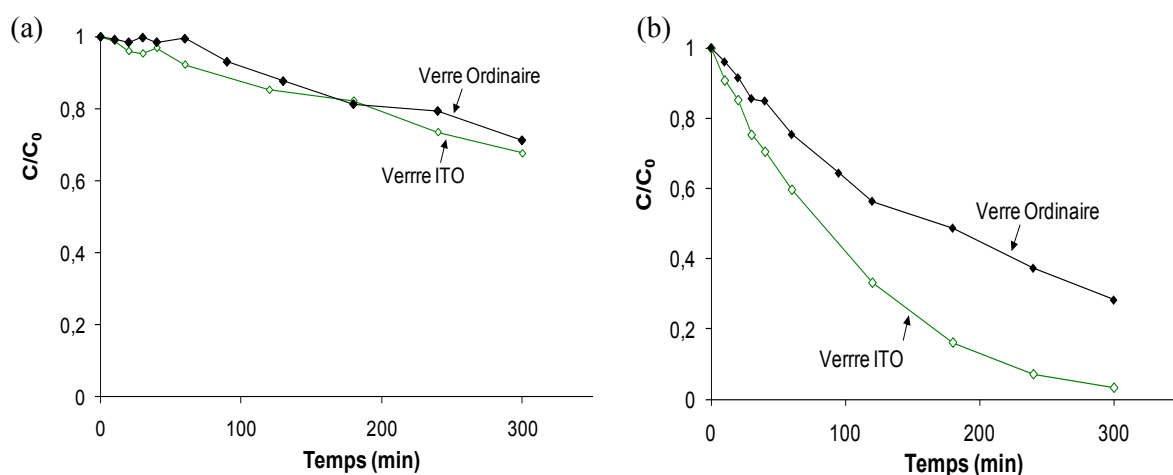 (a)
1
0,8
0,6
0,4
0,2
0
C/C0
Verre Ordinaire
Verrre ITO
0
100
200
300
Temps (min)
(b)
1
0,8
0,6
0,4
0,2
0
C/C0
Verre Ordinaire
Verrre ITO
0
100
200
300
Temps (min)